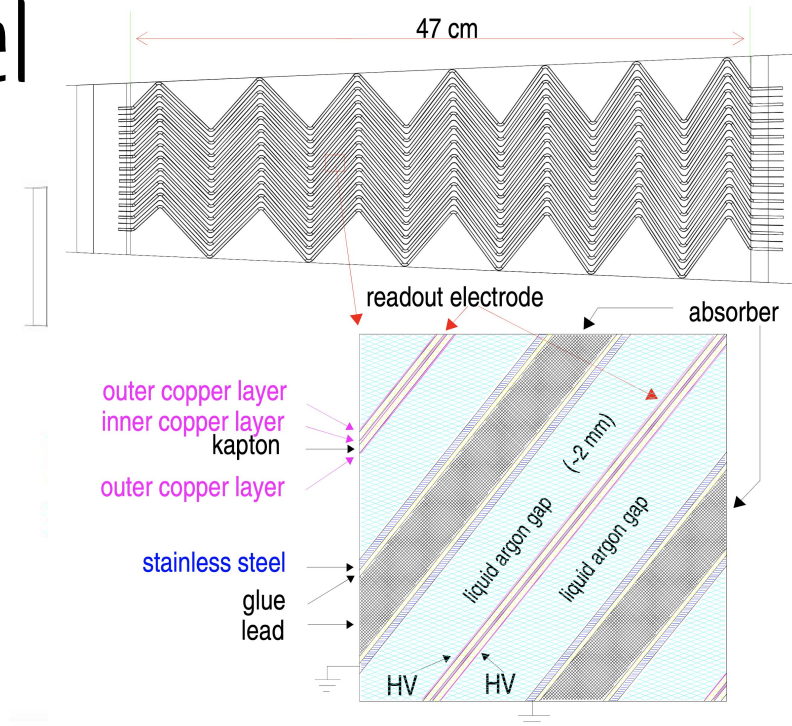 el
47 cm
readout electrode
absorber
outer copper layer
inner copper layer
kapton
outer copper layer
(~2 mm)
liquid argon gap
liquid argon gap
stainless steel
glue
lead
HV
HV